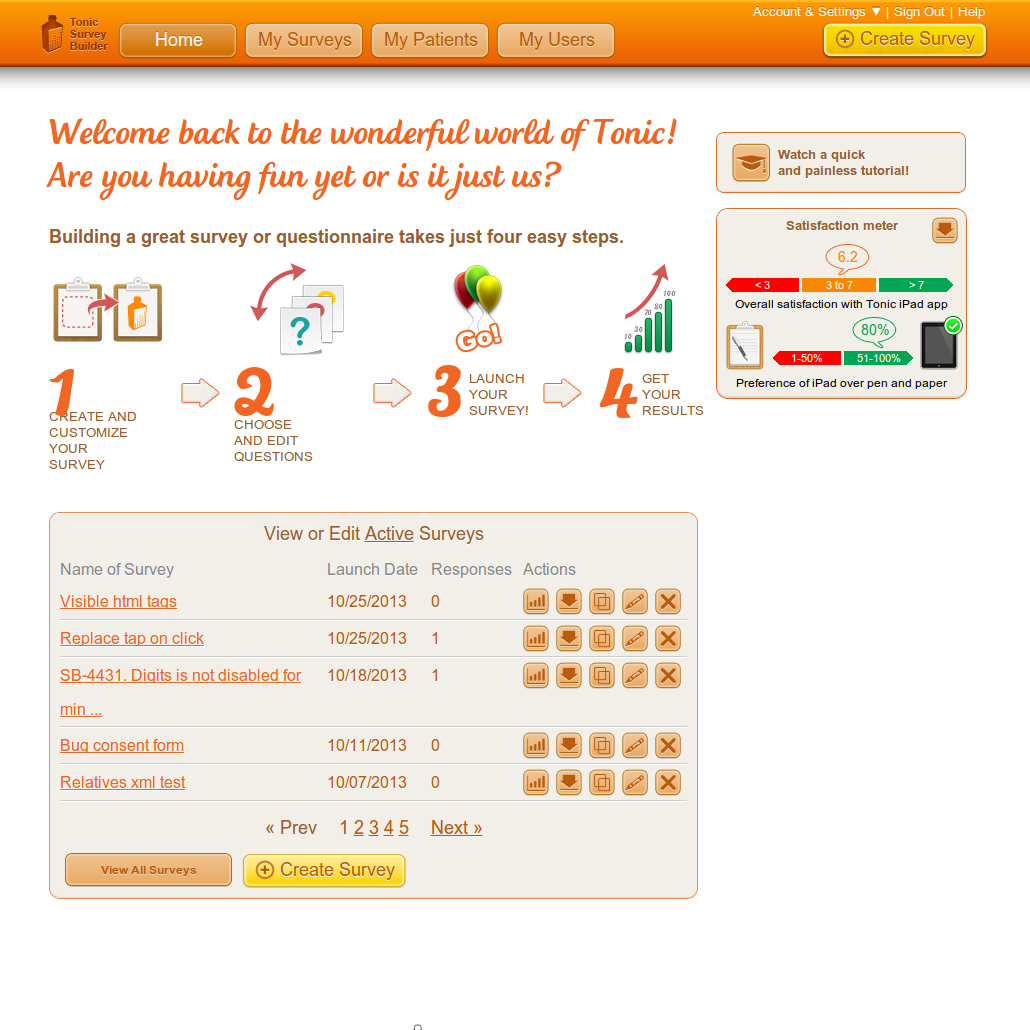 Account & Settings ▼ | Sign Out | Help
Tonic
Survey
Builder
Home
My Surveys
My Patients
My Users
Create Survey
Welcome back to the wonderful world of Tonic!
Are you having fun yet or is it just us?
Watch a quick
and painless tutorial!
Building a great survey or questionnaire takes just four easy steps.
Satisfaction meter
6.2
< 3
3 to 7
> 7
Overall satisfaction with Tonic iPad app
80%
1-50%
51-100%
Preference of iPad over pen and paper
?
?
Go!
10 30 70 80 100
1
CREATE AND
CUSTOMIZE
YOUR
SURVEY
2
CHOOSE
AND EDIT
QUESTIONS
3
LAUNCH
YOUR
SURVEY!
4
GET
YOUR
RESULTS
View or Edit Active Surveys
Name of Survey Launch Date Responses Actions
Visible html tags 10/25/2013 0
Replace tap on click 10/25/2013 1
SB-4431. Digits is not disabled for 10/18/2013 1
min ...
Bug consent form 10/11/2013 0
Relatives xml test 10/07/2013 0
« Prev 1 2 3 4 5 Next »
View All Surveys
Create Survey